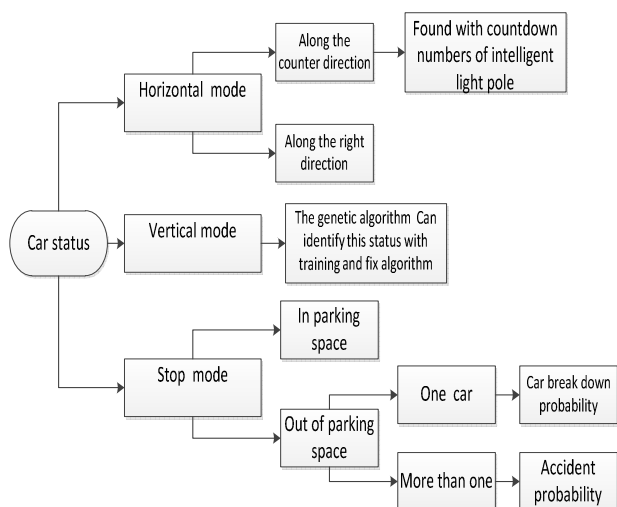 Car status
Horizontal mode
Along the
counter direction
Found with countdown
numbers of intelligent
light pole
Along the right
direction
Vertical mode
The genetic algorithm Can
identify this status with
training and fix algorithm
Stop mode
In parking
space
Out of parking
space
One car
Car break down
probability
More than one
Accident
probability